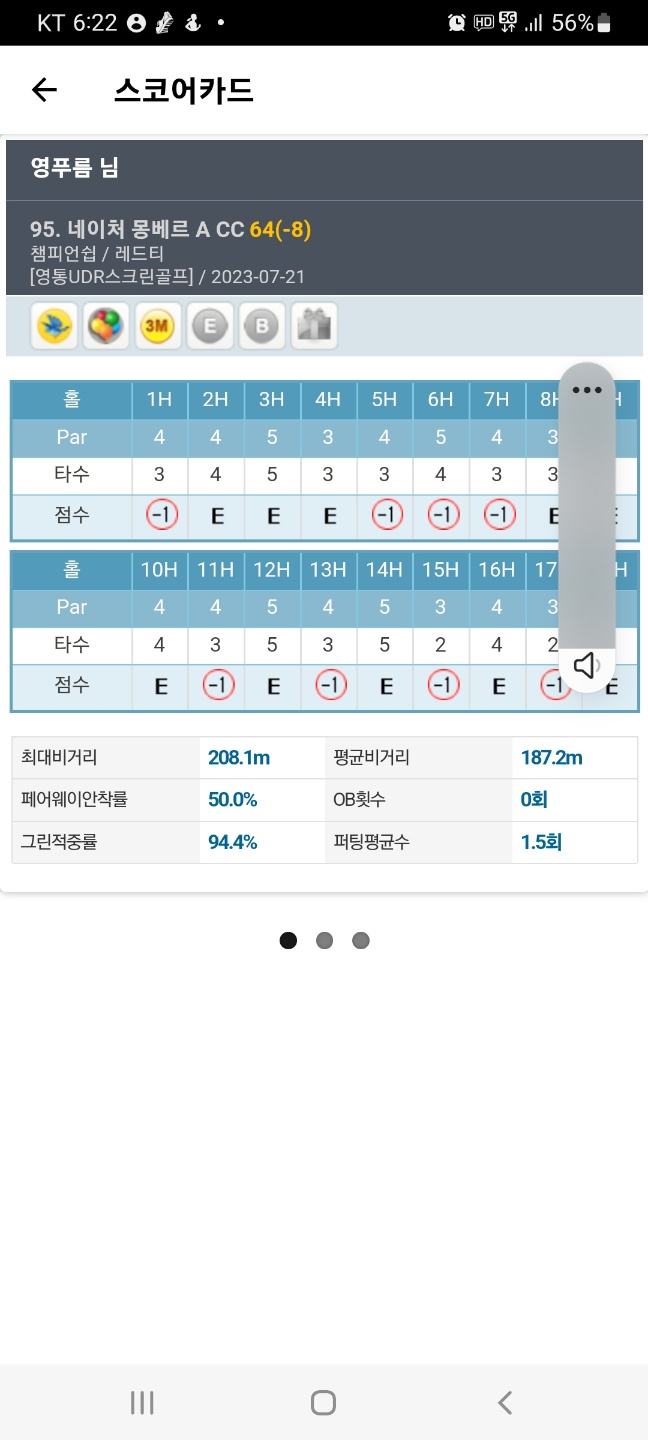 KT 6:22 HD 5G 56%
스코어카드
영푸름 님
95. 네이처 몽베르 A CC 64(-8)
챔피언쉽 / 레드티
[영통UDR스크린골프] / 2023-07-21
3M E B
홀 1H 2H 3H 4H 5H 6H 7H 8H H
Par 4 4 5 3 4 5 4 3
타수 3 4 5 3 3 4 3 3
점수 -1 E E E -1 -1 -1 E E
홀 10H 11H 12H 13H 14H 15H 16H 17 H
Par 4 4 5 4 5 3 4 3
타수 4 3 5 3 5 2 4 2
점수 E -1 E -1 E -1 E -1 E
최대비거리 208.1m 평균비거리 187.2m
페어웨이안착률 50.0% OB횟수 0회
그린적중률 94.4% 퍼팅평균수 1.5회